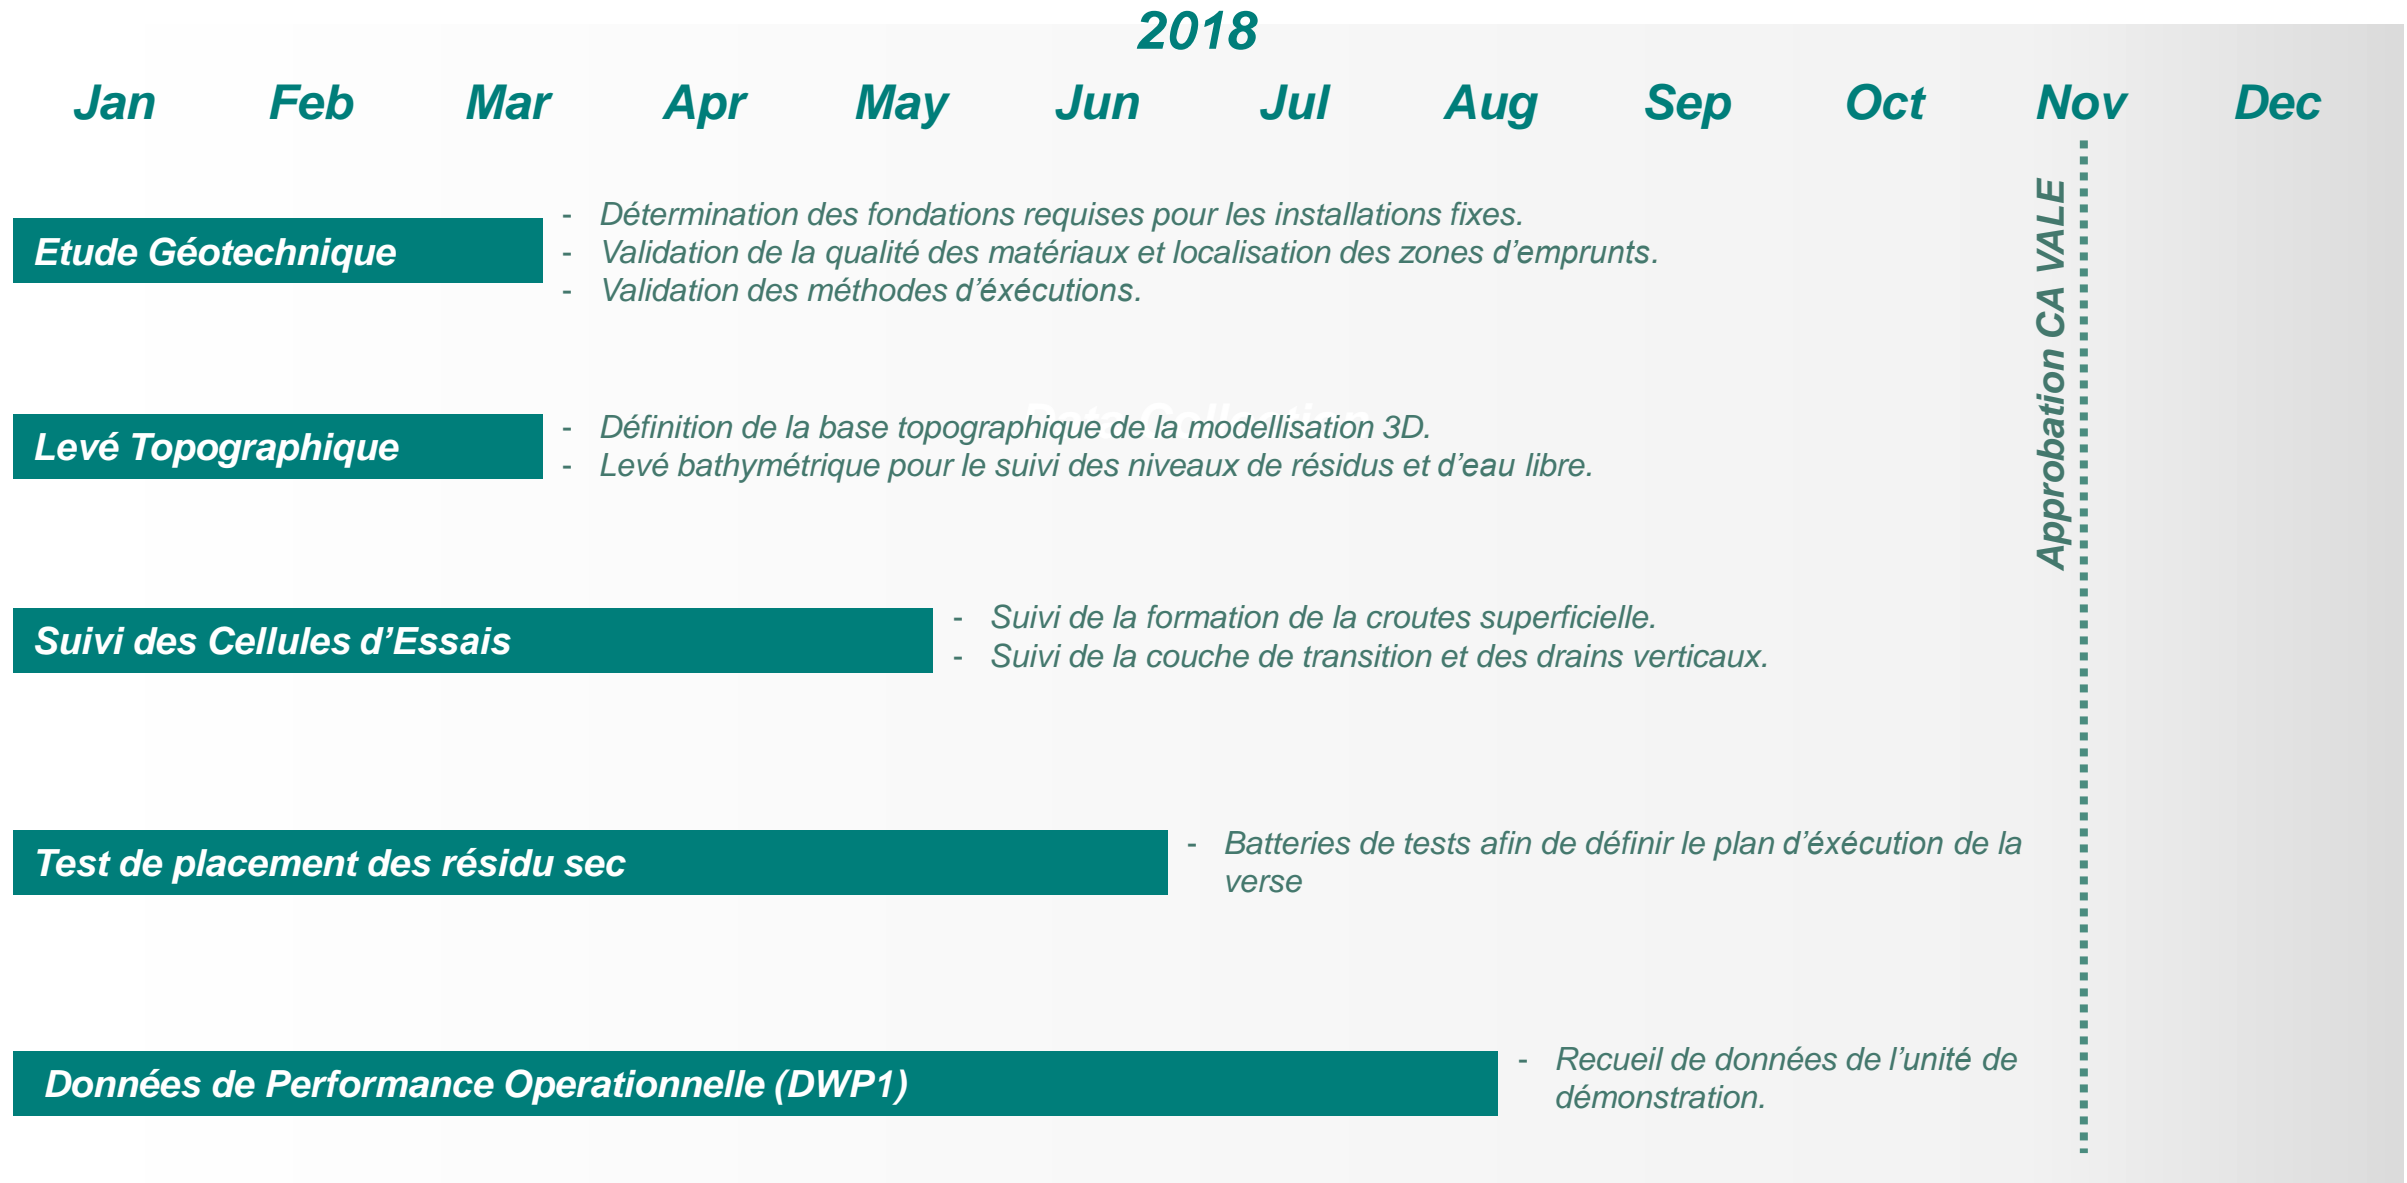 2018
Jan Feb Mar Apr May Jun Jul Aug Sep Oct Nov Dec
Approbation CA VALE
Etude Géotechnique
- Détermination des fondations requises pour les installations fixes.
- Validation de la qualité des matériaux et localisation des zones d’emprunts.
- Validation des méthodes d’éxécutions.
Data Collection
Levé Topographique
- Définition de la base topographique de la modellisation 3D.
- Levé bathymétrique pour le suivi des niveaux de résidus et d’eau libre.
Suivi des Cellules d’Essais
- Suivi de la formation de la croutes superficielle.
- Suivi de la couche de transition et des drains verticaux.
Test de placement des résidu sec
- Batteries de tests afin de définir le plan d’éxécution de la
verse
Données de Performance Operationnelle (DWP1)
- Recueil de données de l’unité de
démonstration.